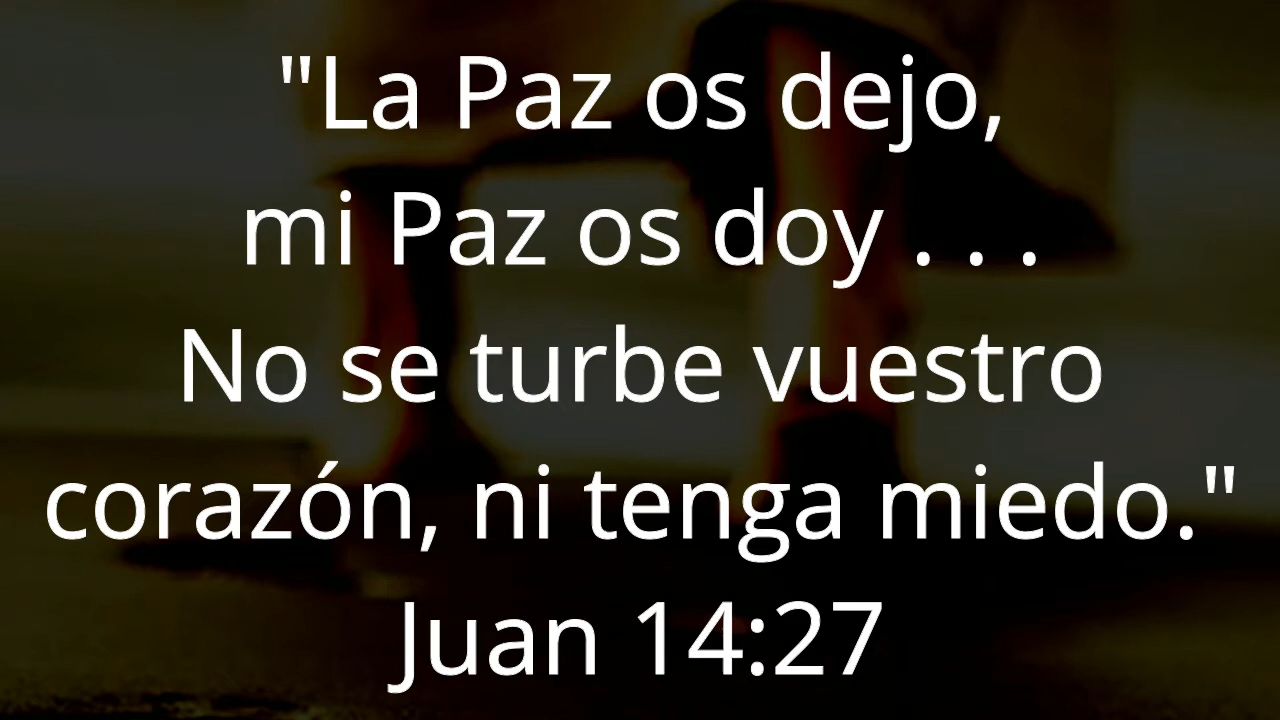 "La Paz os dejo,
mi Paz os doy . . .
No se turbe vuestro
corazón, ni tenga miedo."
Juan 14:27